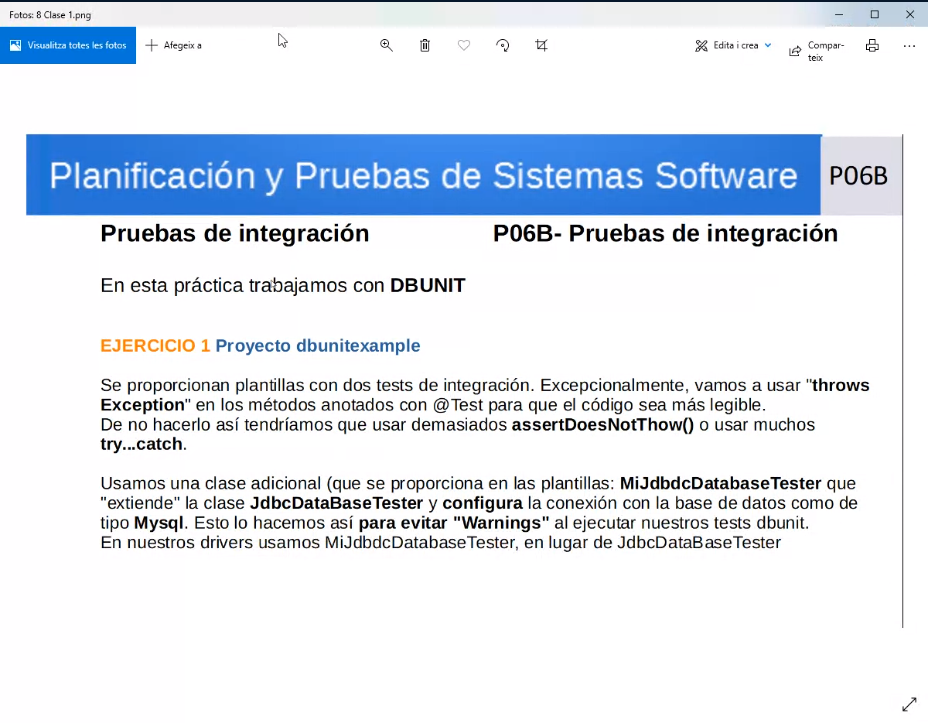 Fotos: 8 Clase 1.png
Visualitza totes les fotos
Afegeix a
Edita i crea
Compar-
teix
Planificación y Pruebas de Sistemas Software
P06B
Pruebas de integración
P06B- Pruebas de integración
En esta práctica trabajamos con DBUNIT
EJERCICIO 1 Proyecto dbunitexample
Se proporcionan plantillas con dos tests de integración. Excepcionalmente, vamos a usar "throws
Exception" en los métodos anotados con @Test para que el código sea más legible.
De no hacerlo así tendríamos que usar demasiados assertDoesNotThow() o usar muchos
try...catch.
Usamos una clase adicional (que se proporciona en las plantillas: MiJdbdcDatabaseTester que
"extiende" la clase JdbcDataBaseTester y configura la conexión con la base de datos como de
tipo Mysql. Esto lo hacemos así para evitar "Warnings" al ejecutar nuestros tests dbunit.
En nuestros drivers usamos MiJdbdcDatabaseTester, en lugar de JdbcDataBaseTester